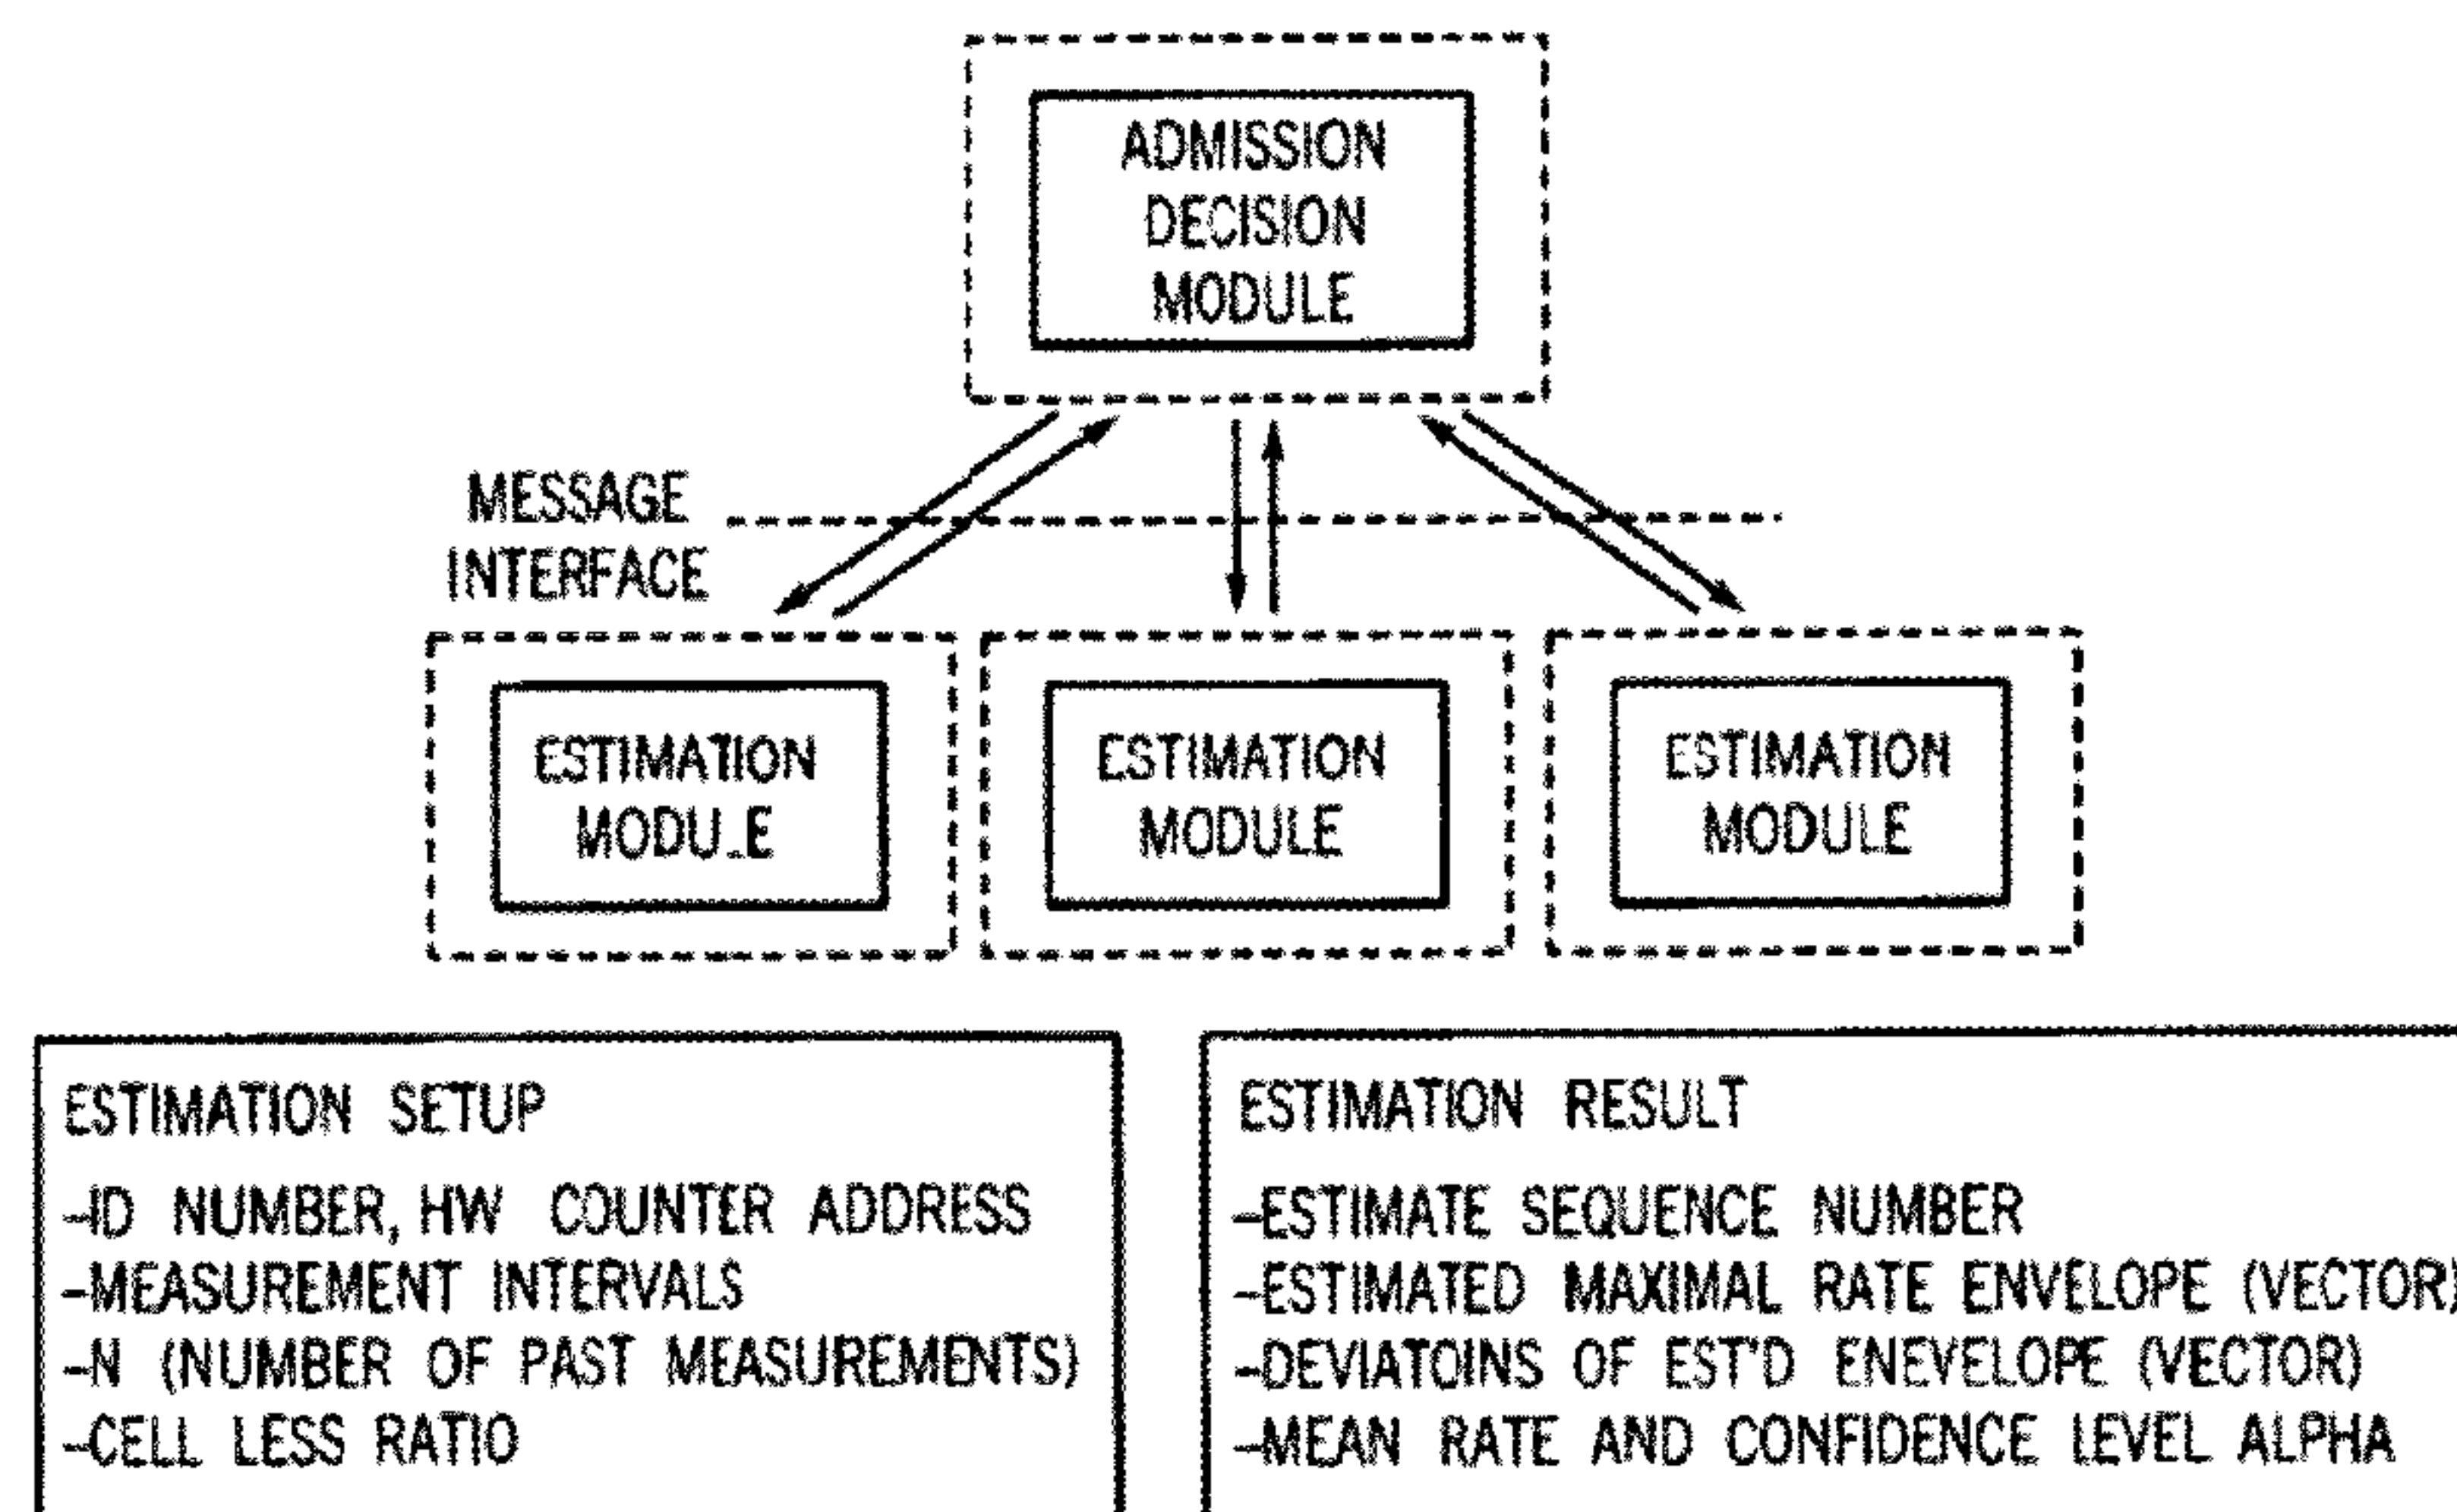 ADMISSION
DECISION
MODULE
MESSAGE
INTERFACE
ESTIMATION
MODULE
ESTIMATION
MODULE
ESTIMATION
MODULE
ESTIMATION SETUP
-ID NUMBER, HW COUNTER ADDRESS
-MEASUREMENT INTERVALS
-N (NUMBER OF PAST MEASUREMENTS)
-CELL LESS RATIO
ESTIMATION RESULT
-ESTIMATE SEQUENCE NUMBER
-ESTIMATED MAXIMAL RATE ENVELOPE (VECTOR)
-DEVIATOINS OF EST'D ENEVELOPE (VECTOR)
-MEAN RATE AND CONFIDENCE LEVEL ALPHA